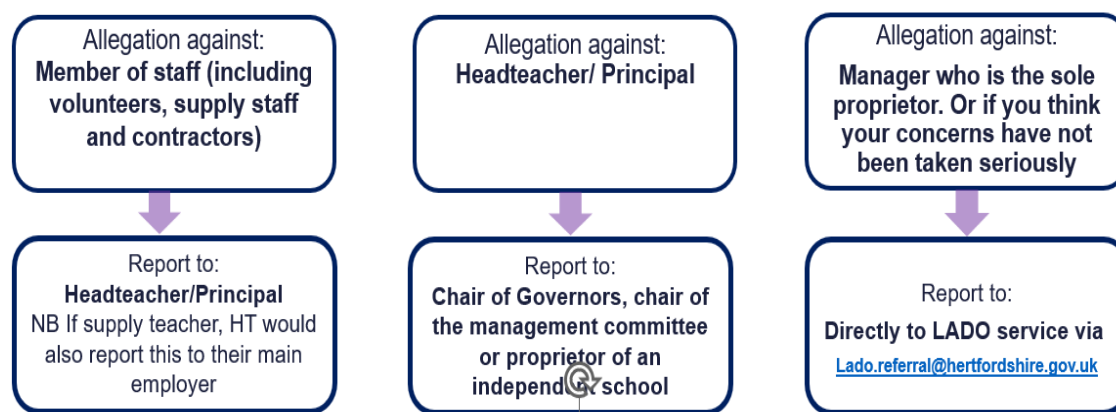 Allegation against:
Member of staff (including
volunteers, supply staff
and contractors)
Report to:
Headteacher/Principal
NB If supply teacher, HT would
also report this to their main
employer
Allegation against:
Headteacher/ Principal
Report to:
Chair of Governors, chair of
the management committee
or proprietor of an
independent school
Allegation against:
Manager who is the sole
proprietor. Or if you think
your concerns have not
been taken seriously
Report to:
Directly to LADO service via
Lado.referral@hertfordshire.gov.uk